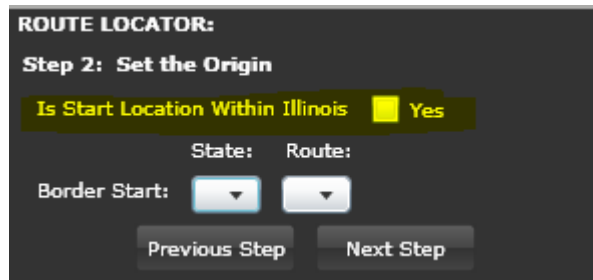 ROUTE LOCATOR:
Step 2: Set the Origin
Is Start Location Within Illinois Yes
State: Route:
Border Start:
Previous Step Next Step